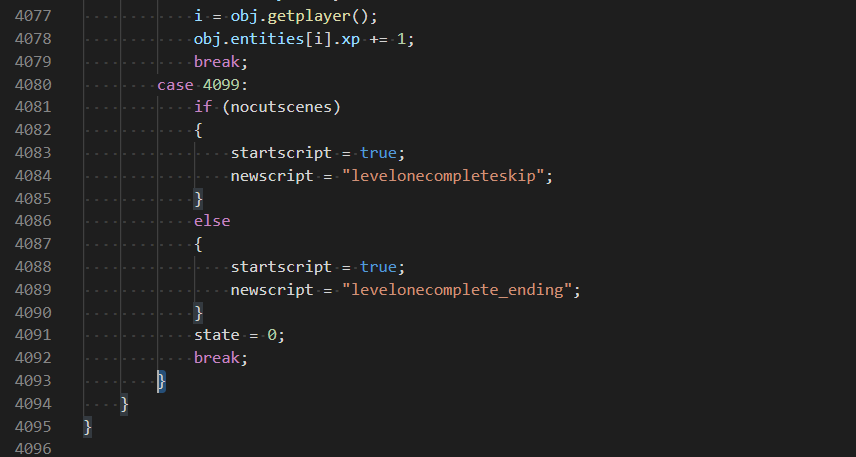 4077 i = obj.getplayer();
4078 obj.entities[i].xp += 1;
4079 break;
4080 case 4099:
4081 if (nocutscenes)
4082 {
4083 startscript = true;
4084 newscript = "levelonecompleteskip";
4085 }
4086 else
4087 {
4088 startscript = true;
4089 newscript = "levelonecomplete_ending";
4090 }
4091 state = 0;
4092 break;
4093 }
4094 }
4095 }
4096